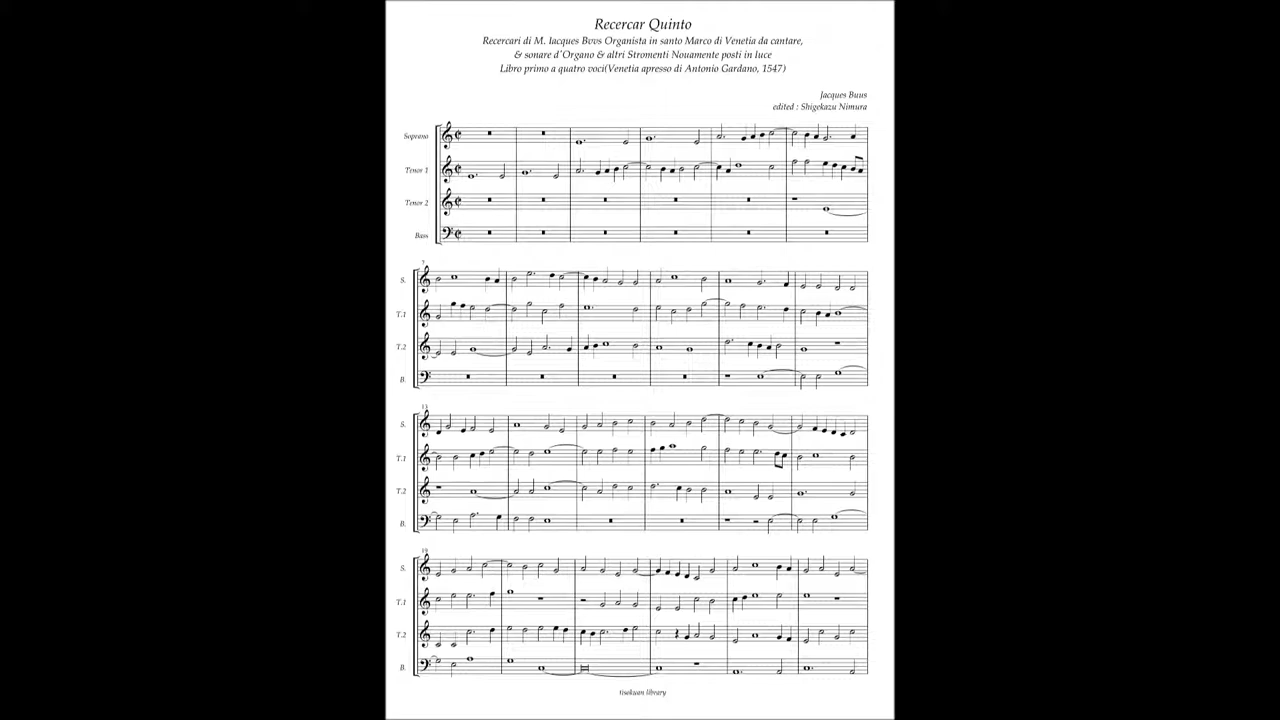 Recercar Quinto
Recercari di M. Iacques Bvvs Organista in santo Marco di Venetia da cantare,
& sonare d'Organo & altri Stromenti Nouamente posti in luce
Libro primo a quatro voci(Venetia apresso di Antonio Gardano, 1547)
Jacques Buus
edited : Shigekazu Nimura
Soprano
Tenor 1
Tenor 2
Bass
7
S.
T.1
T.2
B.
13
S.
T.1
T.2
B.
19
S.
T.1
T.2
B.
library